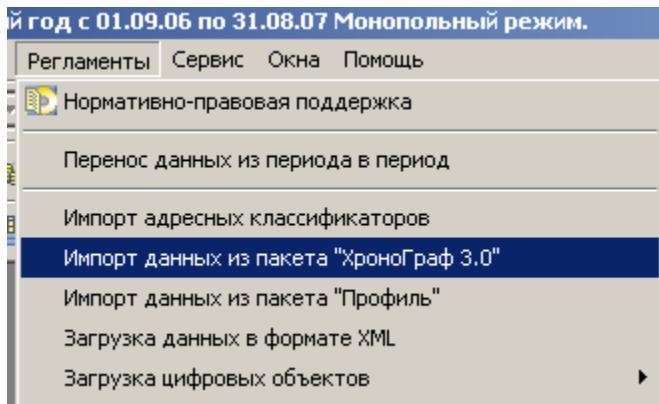 й год с 01.09.06 по 31.08.07 Монопольный режим.
Регламенты Сервис Окна Помощь
Нормативно-правовая поддержка
Перенос данных из периода в период
Импорт адресных классификаторов
Импорт данных из пакета "ХроноГраф 3.0"
Импорт данных из пакета "Профиль"
Загрузка данных в формате XML
Загрузка цифровых объектов